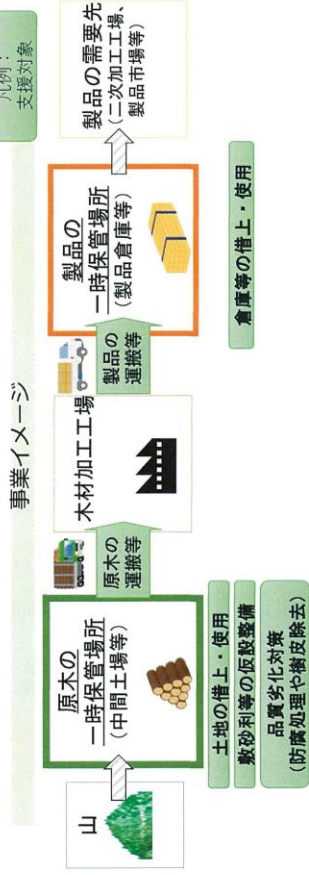 事業イメージ
凡例：
支援対象
山
原木の
一時保管場所
（中間土場等）
土地の借上・使用
敷砂利等の仮設整備
品質劣化対策
（防腐処理や樹皮除去）
原木の
運搬等
木材加工工場
製品の
運搬等
製品の
一時保管場所
（製品倉庫等）
倉庫等の借上・使用
製品の需要先
（二次加工工場、
製品市場等）